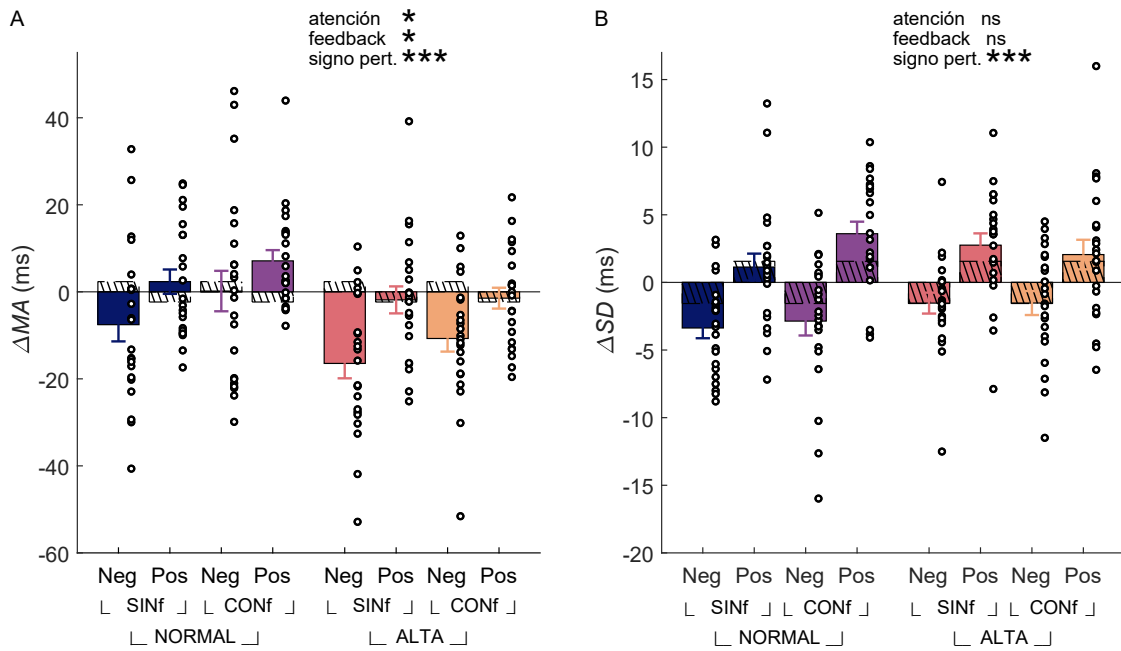 A
atención *
feedback *
signo pert. ***
ΔMA (ms)
40
20
0
-20
-40
-60
Neg Pos Neg Pos Neg Pos Neg Pos
SINf CONf SINf CONf
NORMAL ALTA
B
atención ns
feedback ns
signo pert. ***
ΔSD (ms)
15
10
5
0
-5
-10
-15
-20
Neg Pos Neg Pos Neg Pos Neg Pos
SINf CONf SINf CONf
NORMAL ALTA